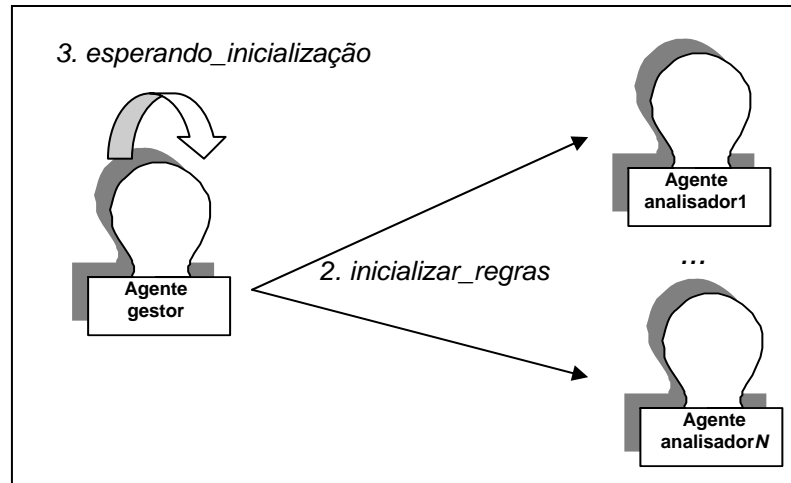 3. esperando_inicialização
Agente
analisador1
...
2. inicializar_regras
Agente
gestor
Agente
analisadorN